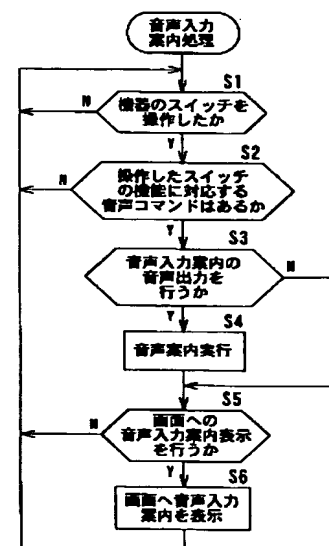 音声入力
案内処理
S1
N
機器のスイッチを
操作したか
Y
S2
N
操作したスイッチ
の機能に対応する
音声コマンドはあるか
Y
S3
音声入力案内の
音声出力を
行うか
N
Y
S4
音声案内実行
S5
N
画面への
音声入力案内表示
を行うか
Y
S6
画面へ音声入力
案内を表示